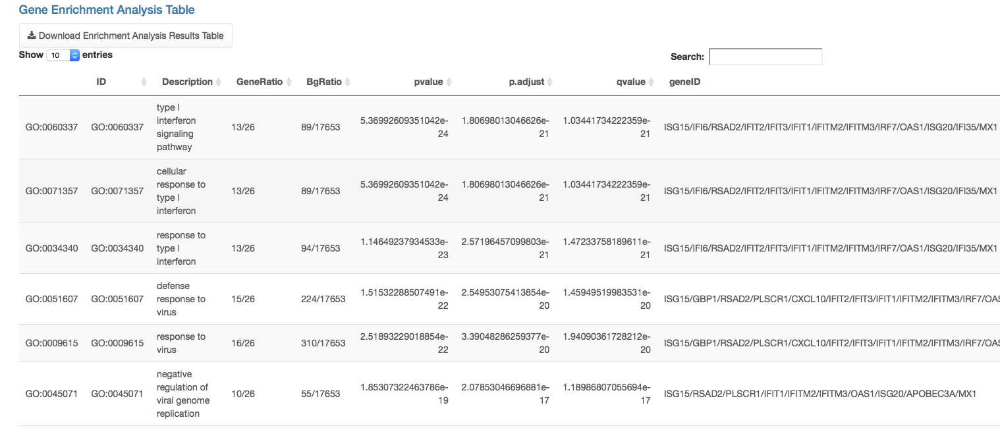 Gene Enrichment Analysis Table
Download Enrichment Analysis Results Table
Show 10 entries
Search:
ID Description GeneRatio BgRatio pvalue p.adjust qvalue geneID
type I
interferon
signaling
pathway
GO:0060337 GO:0060337 13/26 89/17653 5.36992609351042e-24 1.80698013046626e-21 1.03441734222359e-21 ISG15/IFI6/RSAD2/IFIT2/IFIT3/IFIT1/IFITM2/IFITM3/IRF7/OAS1/ISG20/IFI35/MX1
cellular
response to
type I
interferon
GO:0071357 GO:0071357 13/26 89/17653 5.36992609351042e-24 1.80698013046626e-21 1.03441734222359e-21 ISG15/IFI6/RSAD2/IFIT2/IFIT3/IFIT1/IFITM2/IFITM3/IRF7/OAS1/ISG20/IFI35/MX1
response to
type I
interferon
GO:0034340 GO:0034340 13/26 94/17653 1.14649237934533e-23 2.57196457099803e-21 1.47233758189611e-21 ISG15/IFI6/RSAD2/IFIT2/IFIT3/IFIT1/IFITM2/IFITM3/IRF7/OAS1/ISG20/IFI35/MX1
defense
response to
virus
GO:0051607 GO:0051607 15/26 224/17653 1.51532288507491e-22 2.54953075413854e-20 1.45949519983531e-20 ISG15/GBP1/RSAD2/PLSCR1/CXCL10/IFIT2/IFIT3/IFIT1/IFITM2/IFITM3/IRF7/OAS
response to
virus
GO:0009615 GO:0009615 16/26 310/17653 2.51893229018854e-22 3.39048286259377e-20 1.94090361728212e-20 ISG15/GBP1/RSAD2/PLSCR1/CXCL10/IFIT2/IFIT3/IFIT1/IFITM2/IFITM3/IRF7/OAS
negative
regulation of
viral genome
replication
GO:0045071 GO:0045071 10/26 55/17653 1.85307322463786e-19 2.07853046696881e-17 1.18986807055694e-17 ISG15/RSAD2/PLSCR1/IFIT1/IFITM2/IFITM3/OAS1/ISG20/APOBEC3A/MX1